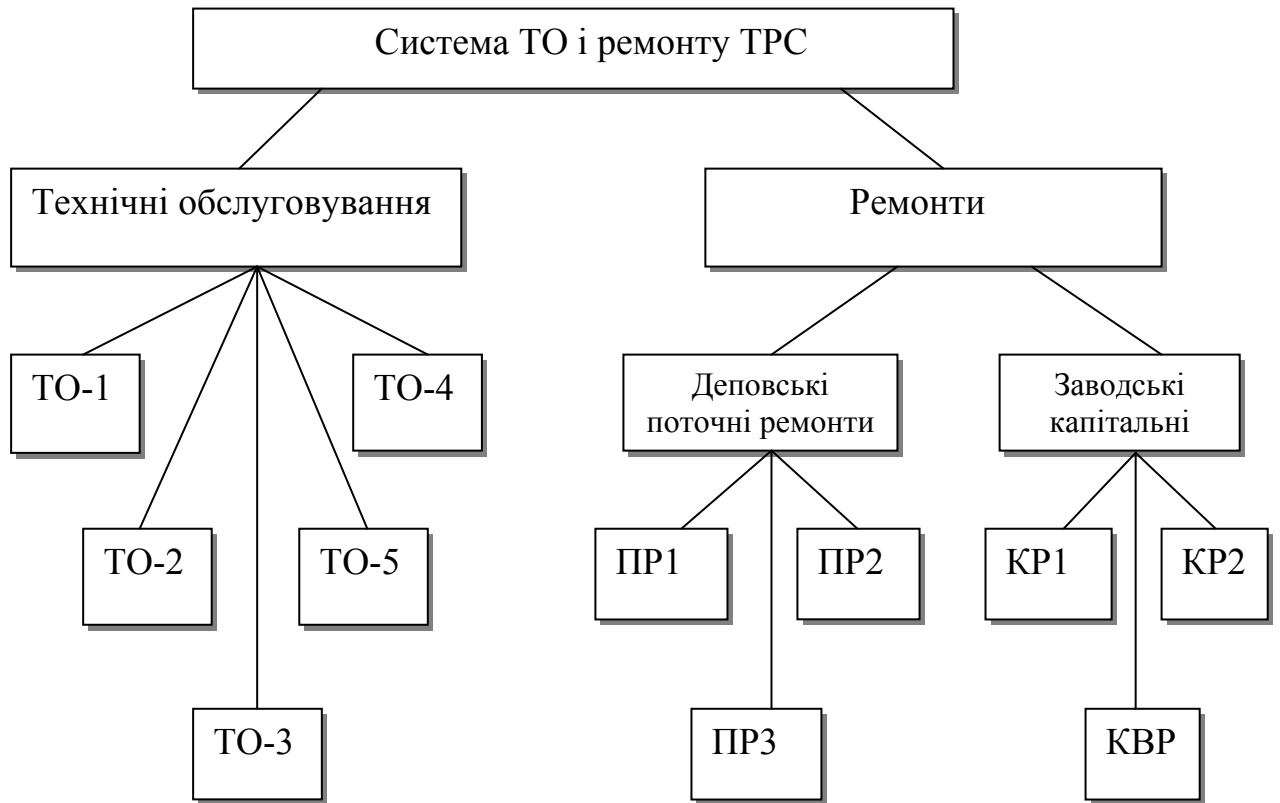 Система ТО і ремонту ТРС
Технічні обслуговування
Ремонти
ТО-1
ТО-4
Деповські
поточні ремонти
Заводські
капітальні
ТО-2
ТО-5
ПР1
ПР2
КР1
КР2
ТО-3
ПР3
КВР